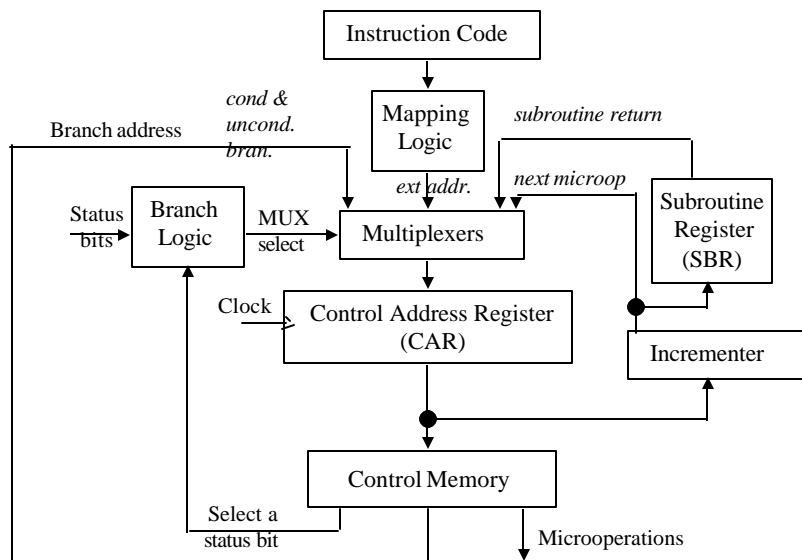 Instruction Code
cond &
uncond.
bran.
Branch address
Mapping
Logic
subroutine return
ext addr.
next microop
Status
bits
Branch
Logic
MUX
select
Multiplexers
Subroutine
Register
(SBR)
Clock
Control Address Register
(CAR)
Incrementer
Control Memory
Select a
status bit
Microoperations